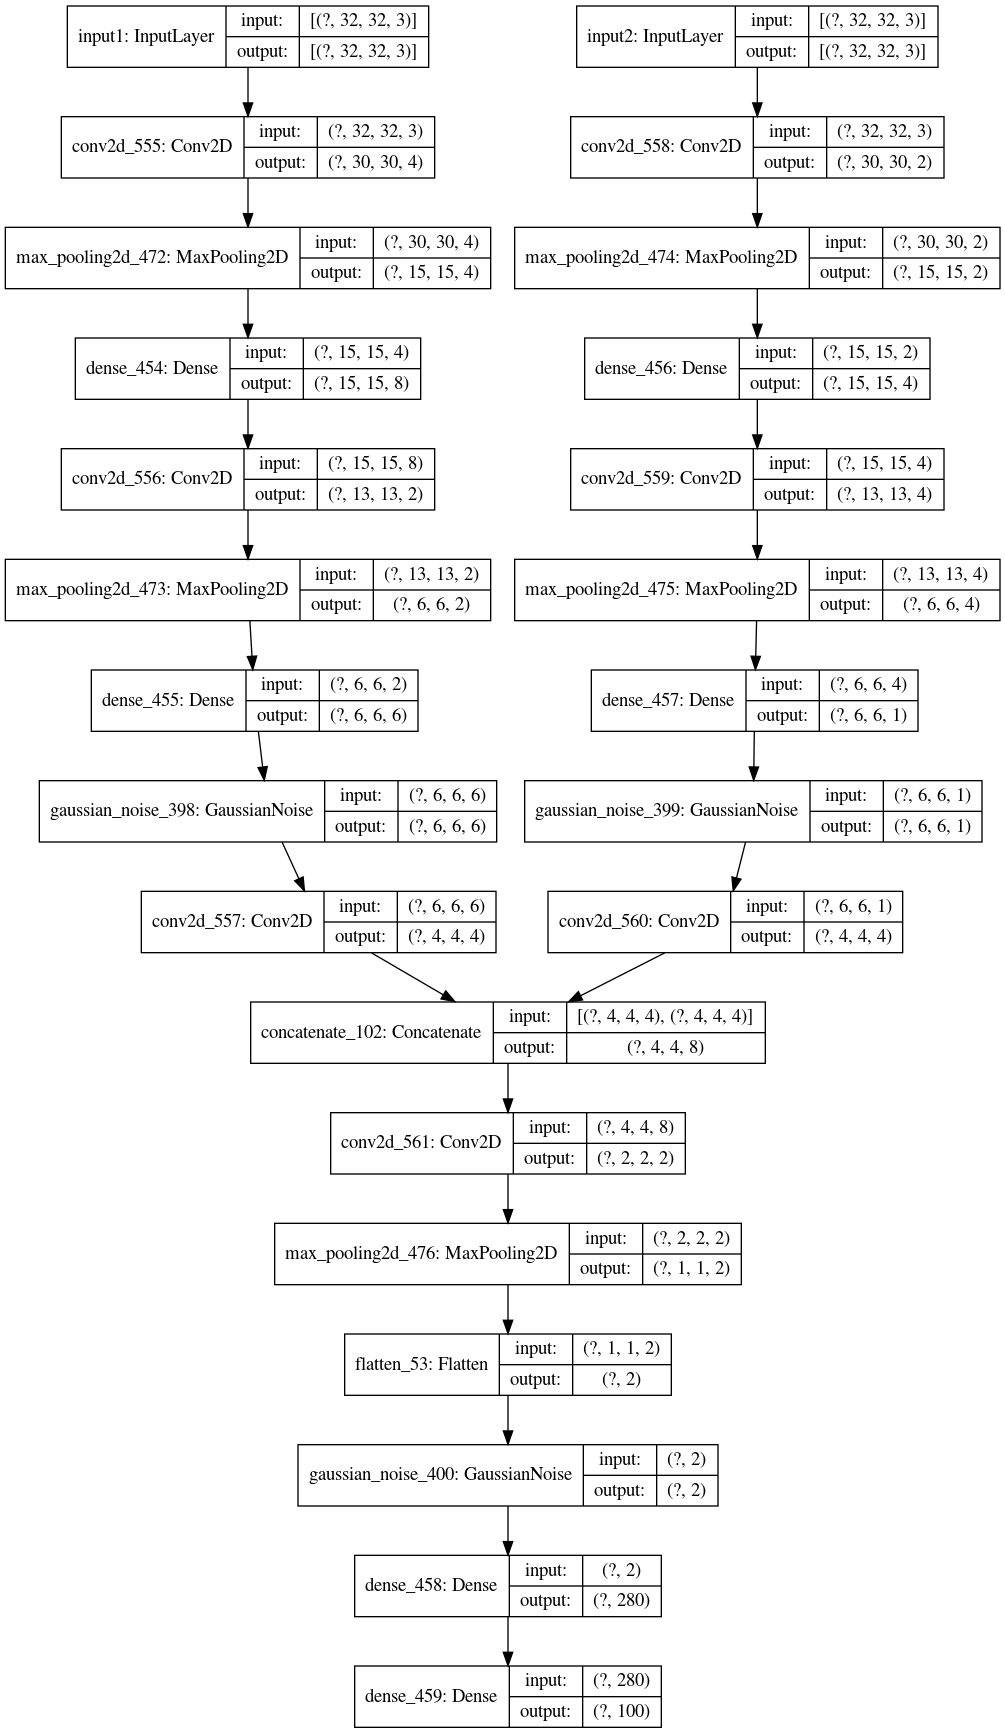 input1: InputLayer input: [(?, 32, 32, 3)]
output: [(?, 32, 32, 3)]
input2: InputLayer input: [(?, 32, 32, 3)]
output: [(?, 32, 32, 3)]
conv2d_555: Conv2D input: (?, 32, 32, 3)
output: (?, 30, 30, 4)
conv2d_558: Conv2D input: (?, 32, 32, 3)
output: (?, 30, 30, 2)
max_pooling2d_472: MaxPooling2D input: (?, 30, 30, 4)
output: (?, 15, 15, 4)
max_pooling2d_474: MaxPooling2D input: (?, 30, 30, 2)
output: (?, 15, 15, 2)
dense_454: Dense input: (?, 15, 15, 4)
output: (?, 15, 15, 8)
dense_456: Dense input: (?, 15, 15, 2)
output: (?, 15, 15, 4)
conv2d_556: Conv2D input: (?, 15, 15, 8)
output: (?, 13, 13, 2)
conv2d_559: Conv2D input: (?, 15, 15, 4)
output: (?, 13, 13, 4)
max_pooling2d_473: MaxPooling2D input: (?, 13, 13, 2)
output: (?, 6, 6, 2)
max_pooling2d_475: MaxPooling2D input: (?, 13, 13, 4)
output: (?, 6, 6, 4)
dense_455: Dense input: (?, 6, 6, 2)
output: (?, 6, 6, 6)
dense_457: Dense input: (?, 6, 6, 4)
output: (?, 6, 6, 1)
gaussian_noise_398: GaussianNoise input: (?, 6, 6, 6)
output: (?, 6, 6, 6)
gaussian_noise_399: GaussianNoise input: (?, 6, 6, 1)
output: (?, 6, 6, 1)
conv2d_557: Conv2D input: (?, 6, 6, 6)
output: (?, 4, 4, 4)
conv2d_560: Conv2D input: (?, 6, 6, 1)
output: (?, 4, 4, 4)
concatenate_102: Concatenate input: [(?, 4, 4, 4), (?, 4, 4, 4)]
output: (?, 4, 4, 8)
conv2d_561: Conv2D input: (?, 4, 4, 8)
output: (?, 2, 2, 2)
max_pooling2d_476: MaxPooling2D input: (?, 2, 2, 2)
output: (?, 1, 1, 2)
flatten_53: Flatten input: (?, 1, 1, 2)
output: (?, 2)
gaussian_noise_400: GaussianNoise input: (?, 2)
output: (?, 2)
dense_458: Dense input: (?, 2)
output: (?, 280)
dense_459: Dense input: (?, 280)
output: (?, 100)